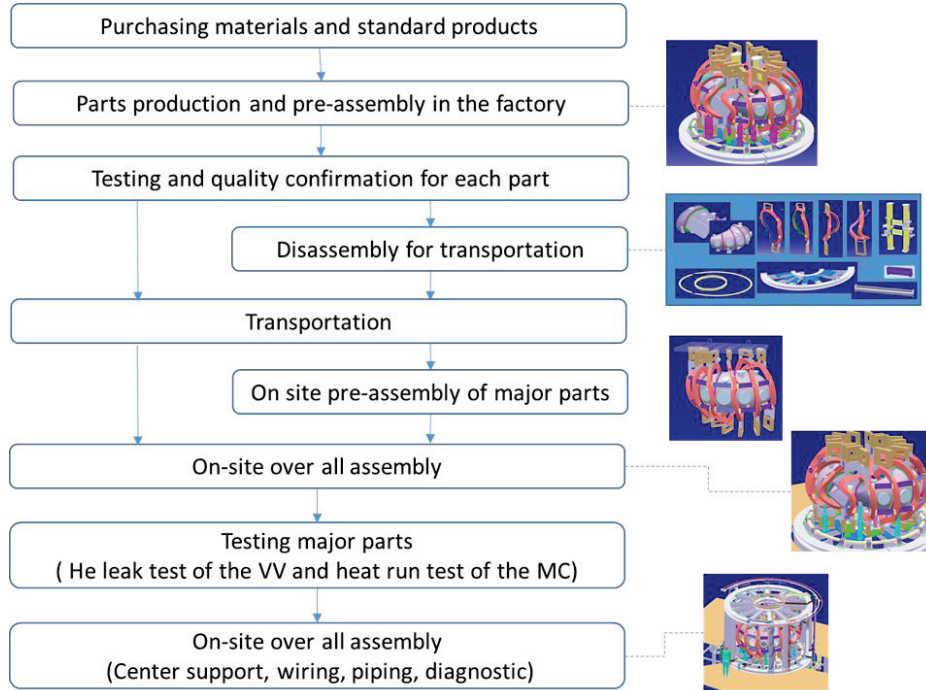 Purchasing materials and standard products
Parts production and pre-assembly in the factory
Testing and quality confirmation for each part
Disassembly for transportation
Transportation
On site pre-assembly of major parts
On-site over all assembly
Testing major parts
( He leak test of the VV and heat run test of the MC)
On-site over all assembly
(Center support, wiring, piping, diagnostic)